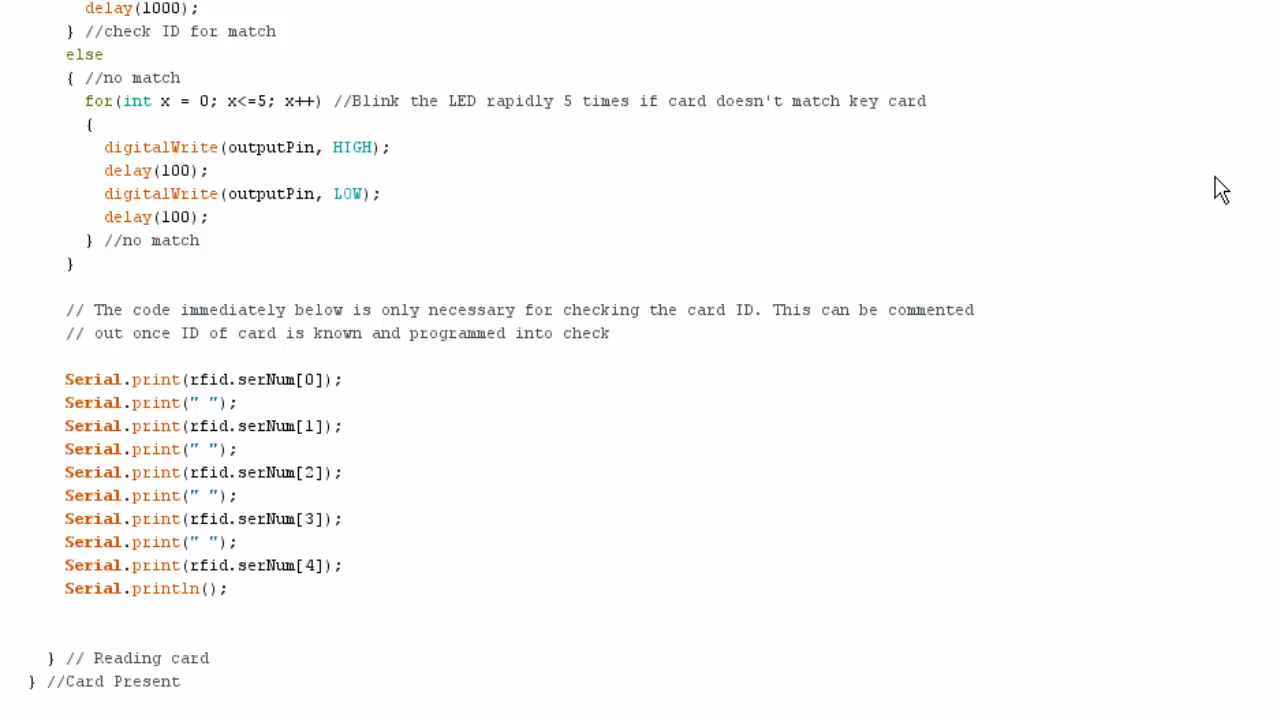 delay(1000);
} //check ID for match
else
{ //no match
for(int x = 0; x<=5; x++) //Blink the LED rapidly 5 times if card doesn't match key card
{
digitalWrite(outputPin, HIGH);
delay(100);
digitalWrite(outputPin, LOW);
delay(100);
} //no match
}
// The code immediately below is only necessary for checking the card ID. This can be commented
// out once ID of card is known and programmed into check
Serial.print(rfid.serNum[0]);
Serial.print(" ");
Serial.print(rfid.serNum[1]);
Serial.print(" ");
Serial.print(rfid.serNum[2]);
Serial.print(" ");
Serial.print(rfid.serNum[3]);
Serial.print(" ");
Serial.print(rfid.serNum[4]);
Serial.println();
} // Reading card
} //Card Present